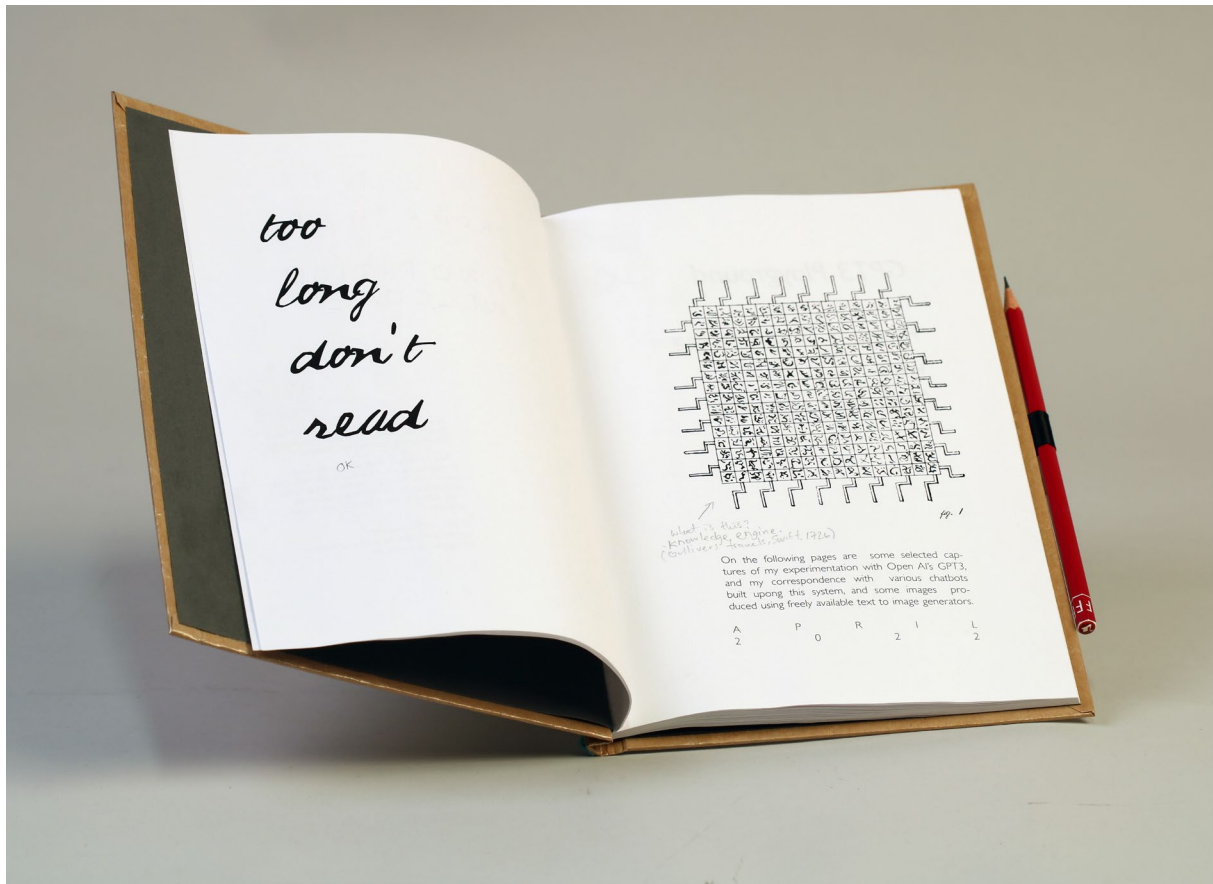 too
long
don't
read
OK
fig. 1
what is this?
- knowledge engine -
(Gullivers travels, Swift, 1726)
On the following pages are some selected cap-
tures of my experimentation with Open AI's GPT3,
and my correspondence with various chatbots
built upong this system, and some images pro-
duced using freely available text to image generators.
A P R I L
2 0 2 2